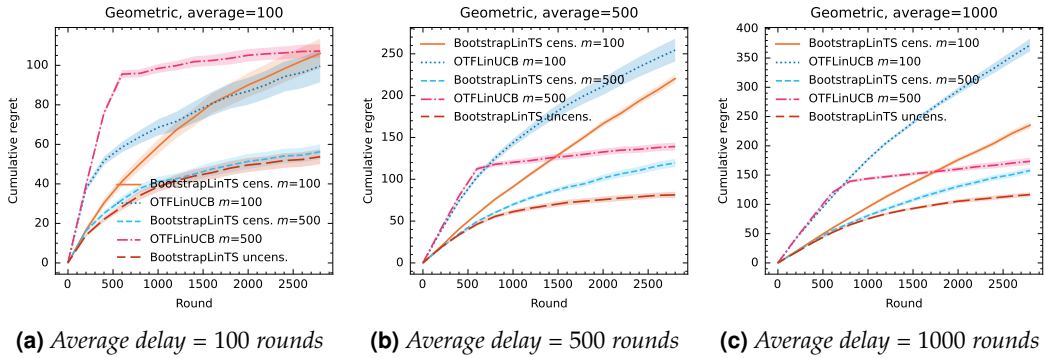 Geometric, average=100
Cumulative regret
100
80
60
40
20
0
BootstrapLinTS cens. m=100
OTFLinUCB m=100
BootstrapLinTS cens. m=500
OTFLinUCB m=500
BootstrapLinTS uncens.
0 500 1000 1500 2000 2500
Round
(a) Average delay = 100 rounds
Geometric, average=500
Cumulative regret
250
200
150
100
50
0
BootstrapLinTS cens. m=100
OTFLinUCB m=100
BootstrapLinTS cens. m=500
OTFLinUCB m=500
BootstrapLinTS uncens.
0 500 1000 1500 2000 2500
Round
(b) Average delay = 500 rounds
Geometric, average=1000
Cumulative regret
400
350
300
250
200
150
100
50
0
BootstrapLinTS cens. m=100
OTFLinUCB m=100
BootstrapLinTS cens. m=500
OTFLinUCB m=500
BootstrapLinTS uncens.
0 500 1000 1500 2000 2500
Round
(c) Average delay = 1000 rounds